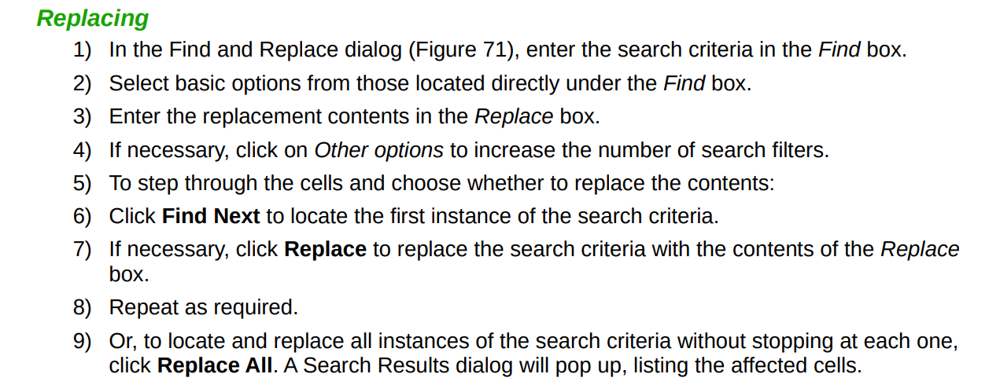 Replacing
1) In the Find and Replace dialog (Figure 71), enter the search criteria in the Find box.
2) Select basic options from those located directly under the Find box.
3) Enter the replacement contents in the Replace box.
4) If necessary, click on Other options to increase the number of search filters.
5) To step through the cells and choose whether to replace the contents:
6) Click Find Next to locate the first instance of the search criteria.
7) If necessary, click Replace to replace the search criteria with the contents of the Replace
box.
8) Repeat as required.
9) Or, to locate and replace all instances of the search criteria without stopping at each one,
click Replace All. A Search Results dialog will pop up, listing the affected cells.